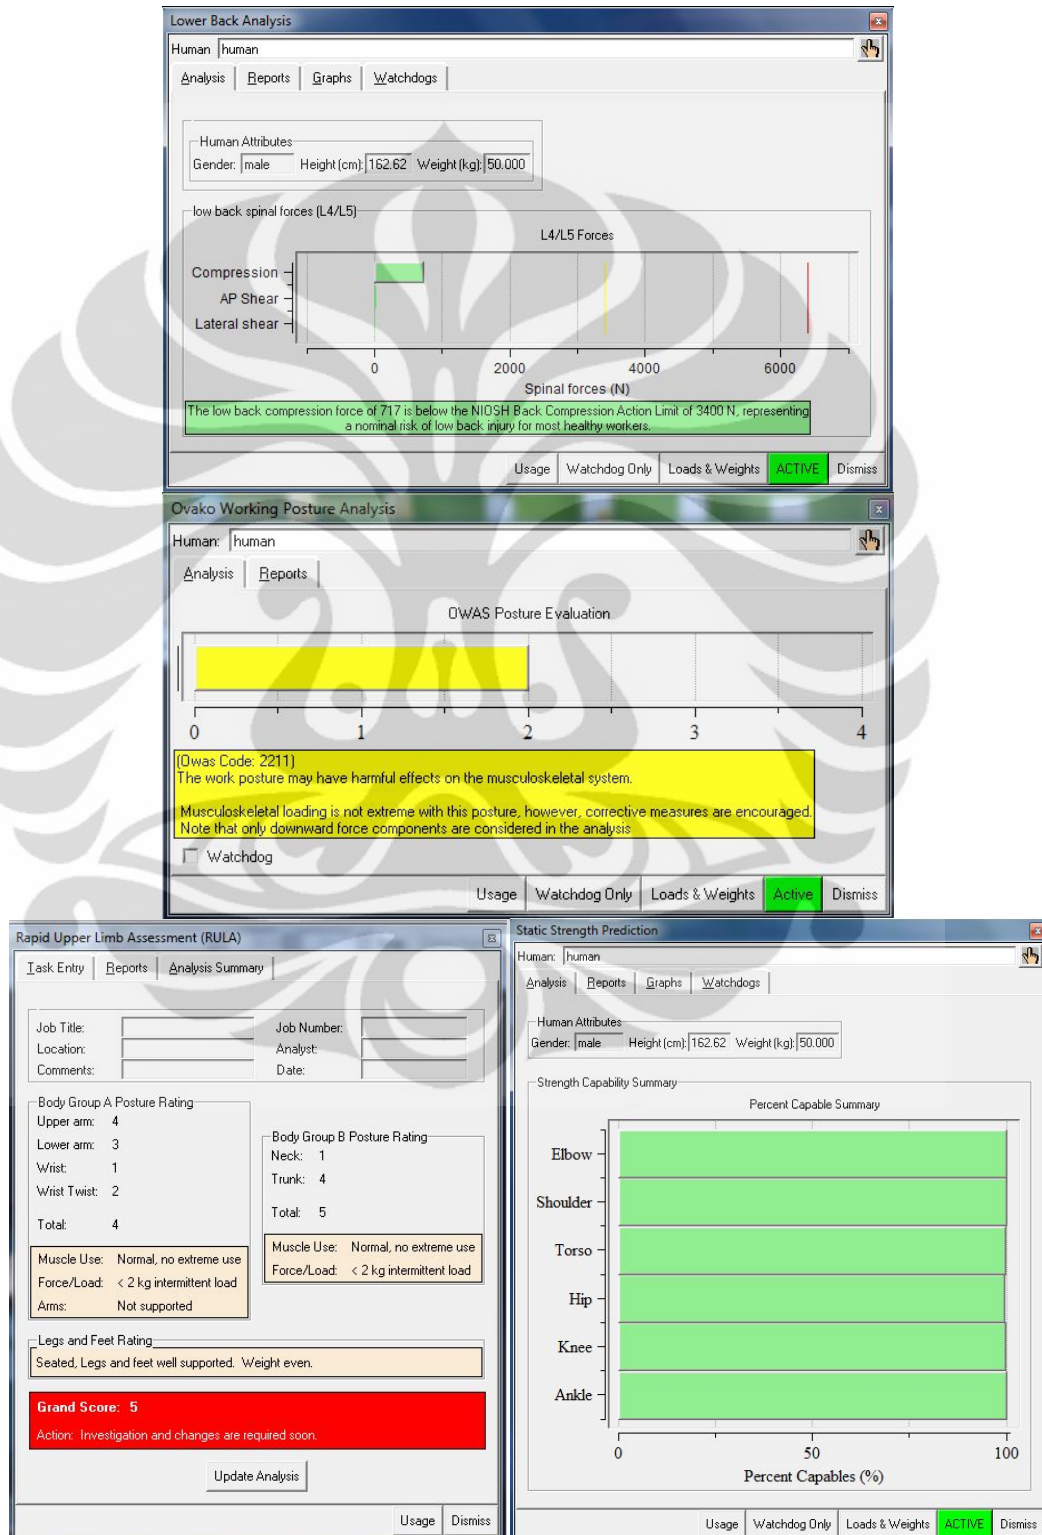 Lower Back Analysis
Human human
Analysis Reports Graphs Watchdogs
Human Attributes
Gender: male Height (cm): 162.62 Weight (kg): 50.000
low back spinal forces (L4/L5)
L4/L5 Forces
Compression
AP Shear
Lateral shear
0 2000 4000 6000
Spinal forces (N)
The low back compression force of 717 is below the NIOSH Back Compression Action Limit of 3400 N, representing
a nominal risk of low back injury for most healthy workers.
Usage Watchdog Only Loads & Weights ACTIVE Dismiss
Ovako Working Posture Analysis
Human: human
Analysis Reports
OWAS Posture Evaluation
0 1 2 3 4
(Owas Code: 2211)
The work posture may have harmful effects on the musculoskeletal system.
Musculoskeletal loading is not extreme with this posture, however, corrective measures are encouraged.
Note that only downward force components are considered in the analysis
Watchdog
Usage Watchdog Only Loads & Weights Active Dismiss
Rapid Upper Limb Assessment (RULA)
Task Entry Reports Analysis Summary
Job Title: Job Number:
Location: Analyst:
Comments: Date:
Body Group A Posture Rating
Upper arm: 4
Lower arm: 3
Wrist: 1
Wrist Twist: 2
Total: 4
Muscle Use: Normal, no extreme use
Force/Load: < 2 kg intermittent load
Arms: Not supported
Body Group B Posture Rating
Neck: 1
Trunk: 4
Total: 5
Muscle Use: Normal, no extreme use
Force/Load: < 2 kg intermittent load
Legs and Feet Rating
Seated, Legs and feet well supported. Weight even.
Grand Score: 5
Action: Investigation and changes are required soon.
Update Analysis
Usage Dismiss
Static Strength Prediction
Human: human
Analysis Reports Graphs Watchdogs
Human Attributes
Gender: male Height (cm): 162.62 Weight (kg): 50.000
Strength Capability Summary
Percent Capable Summary
Elbow
Shoulder
Torso
Hip
Knee
Ankle
0 50 100
Percent Capables (%)
Usage Watchdog Only Loads & Weights ACTIVE Dismiss